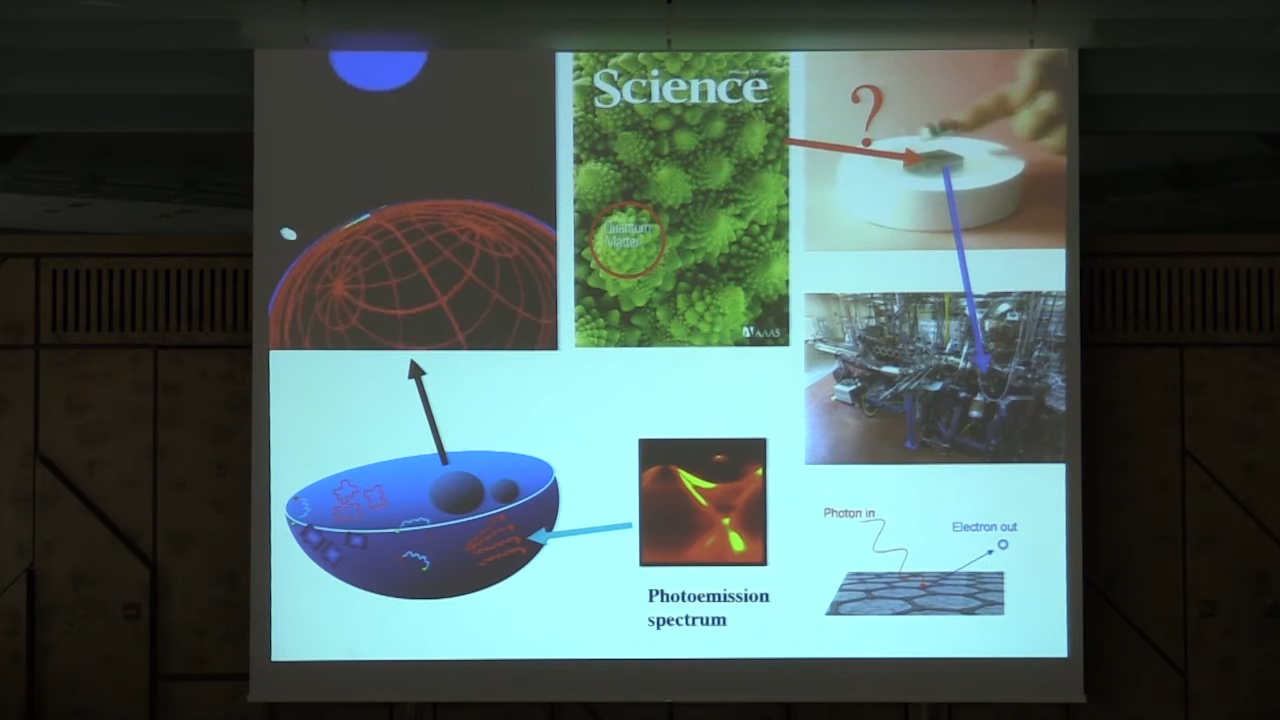 Science
?
Quantum
Matter
AAAS
Photon in
Electron out
Photoemission
spectrum